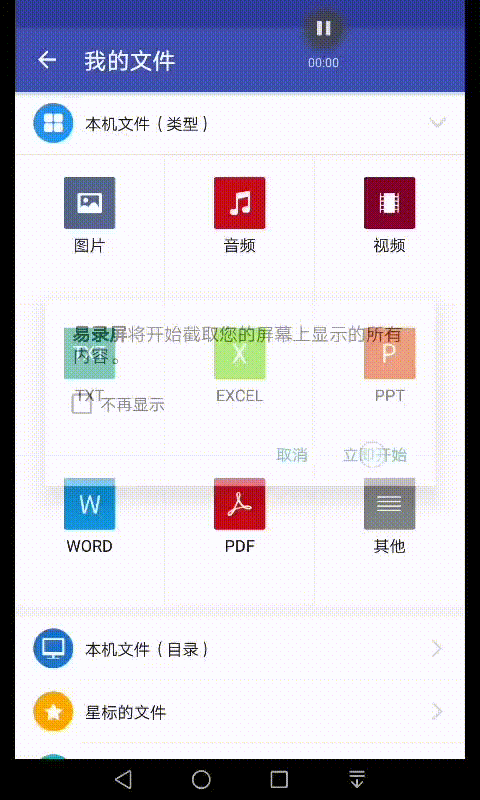 00:00
我的文件
本机文件（类型）
图片
音频
视频
易录屏将开始截取您的屏幕上显示的所有
内容。
TXT
X
P
TXT
EXCEL
PPT
不再显示
取消
立即开始
W
WORD
PDF
其他
本机文件（目录）
星标的文件